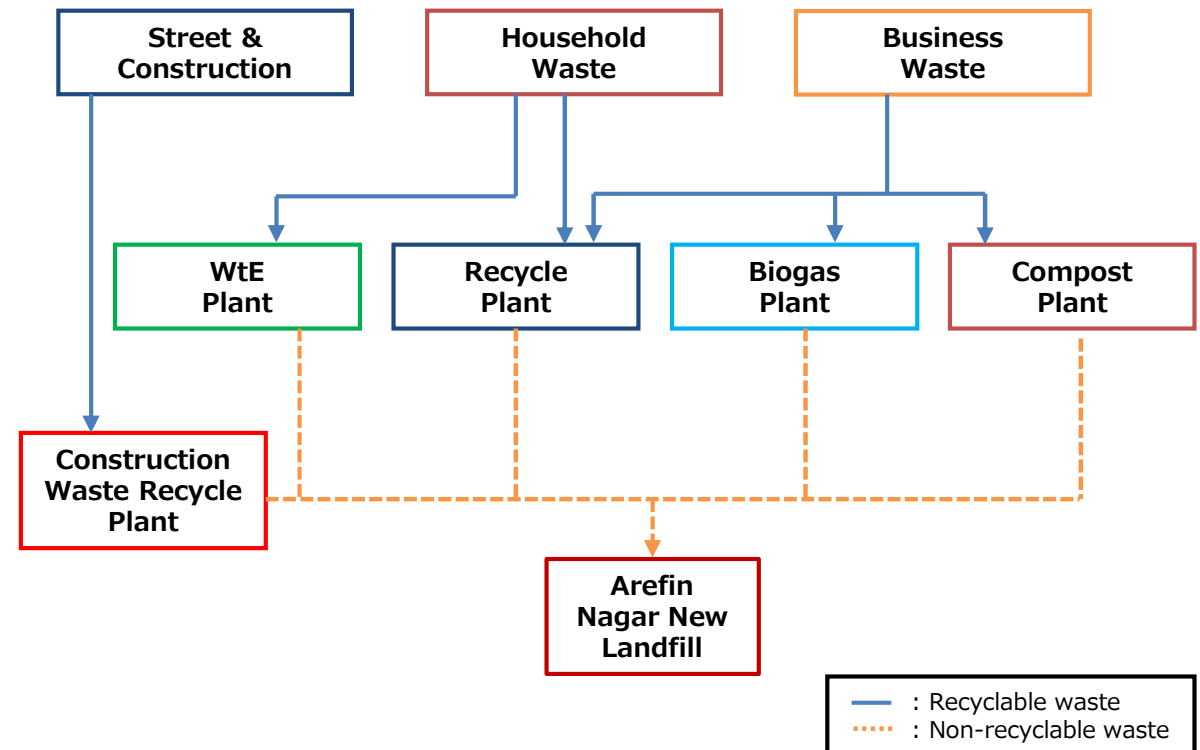 Street &
Construction
Household
Waste
Business
Waste
WtE
Plant
Recycle
Plant
Biogas
Plant
Compost
Plant
Construction
Waste Recycle
Plant
Arefin
Nagar New
Landfill
: Recyclable waste
: Non-recyclable waste